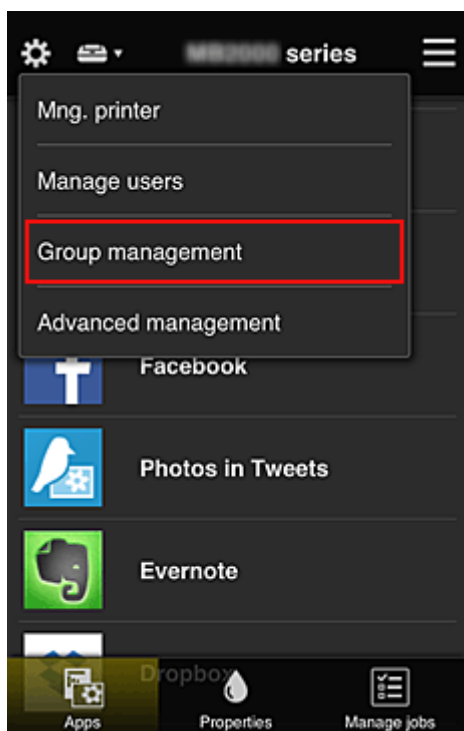 series
Mng. printer
Manage users
Group management
Advanced management
Facebook
Photos in Tweets
Evernote
Dropbox
Apps
Properties
Manage jobs